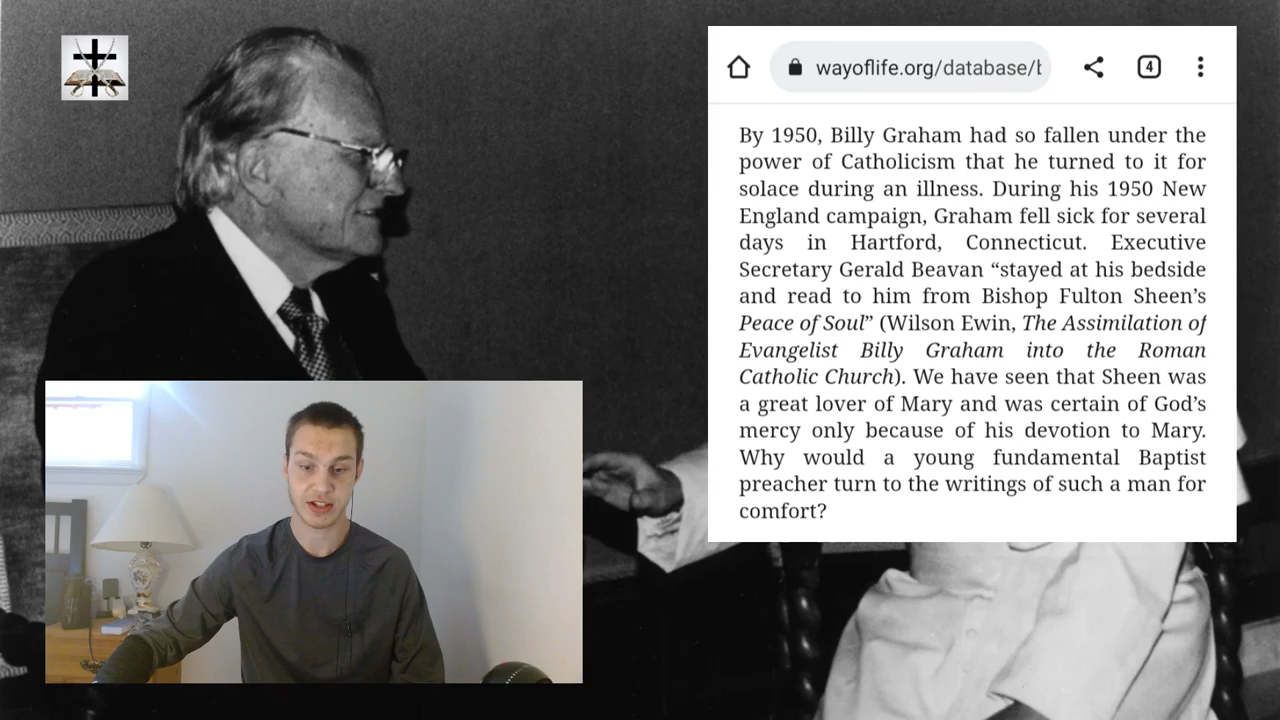 wayoflife.org/database/b
4
By 1950, Billy Graham had so fallen under the
power of Catholicism that he turned to it for
solace during an illness. During his 1950 New
England campaign, Graham fell sick for several
days in Hartford, Connecticut. Executive
Secretary Gerald Beavan “stayed at his bedside
and read to him from Bishop Fulton Sheen’s
Peace of Soul” (Wilson Ewin, The Assimilation of
Evangelist Billy Graham into the Roman
Catholic Church). We have seen that Sheen was
a great lover of Mary and was certain of God’s
mercy only because of his devotion to Mary.
Why would a young fundamental Baptist
preacher turn to the writings of such a man for
comfort?